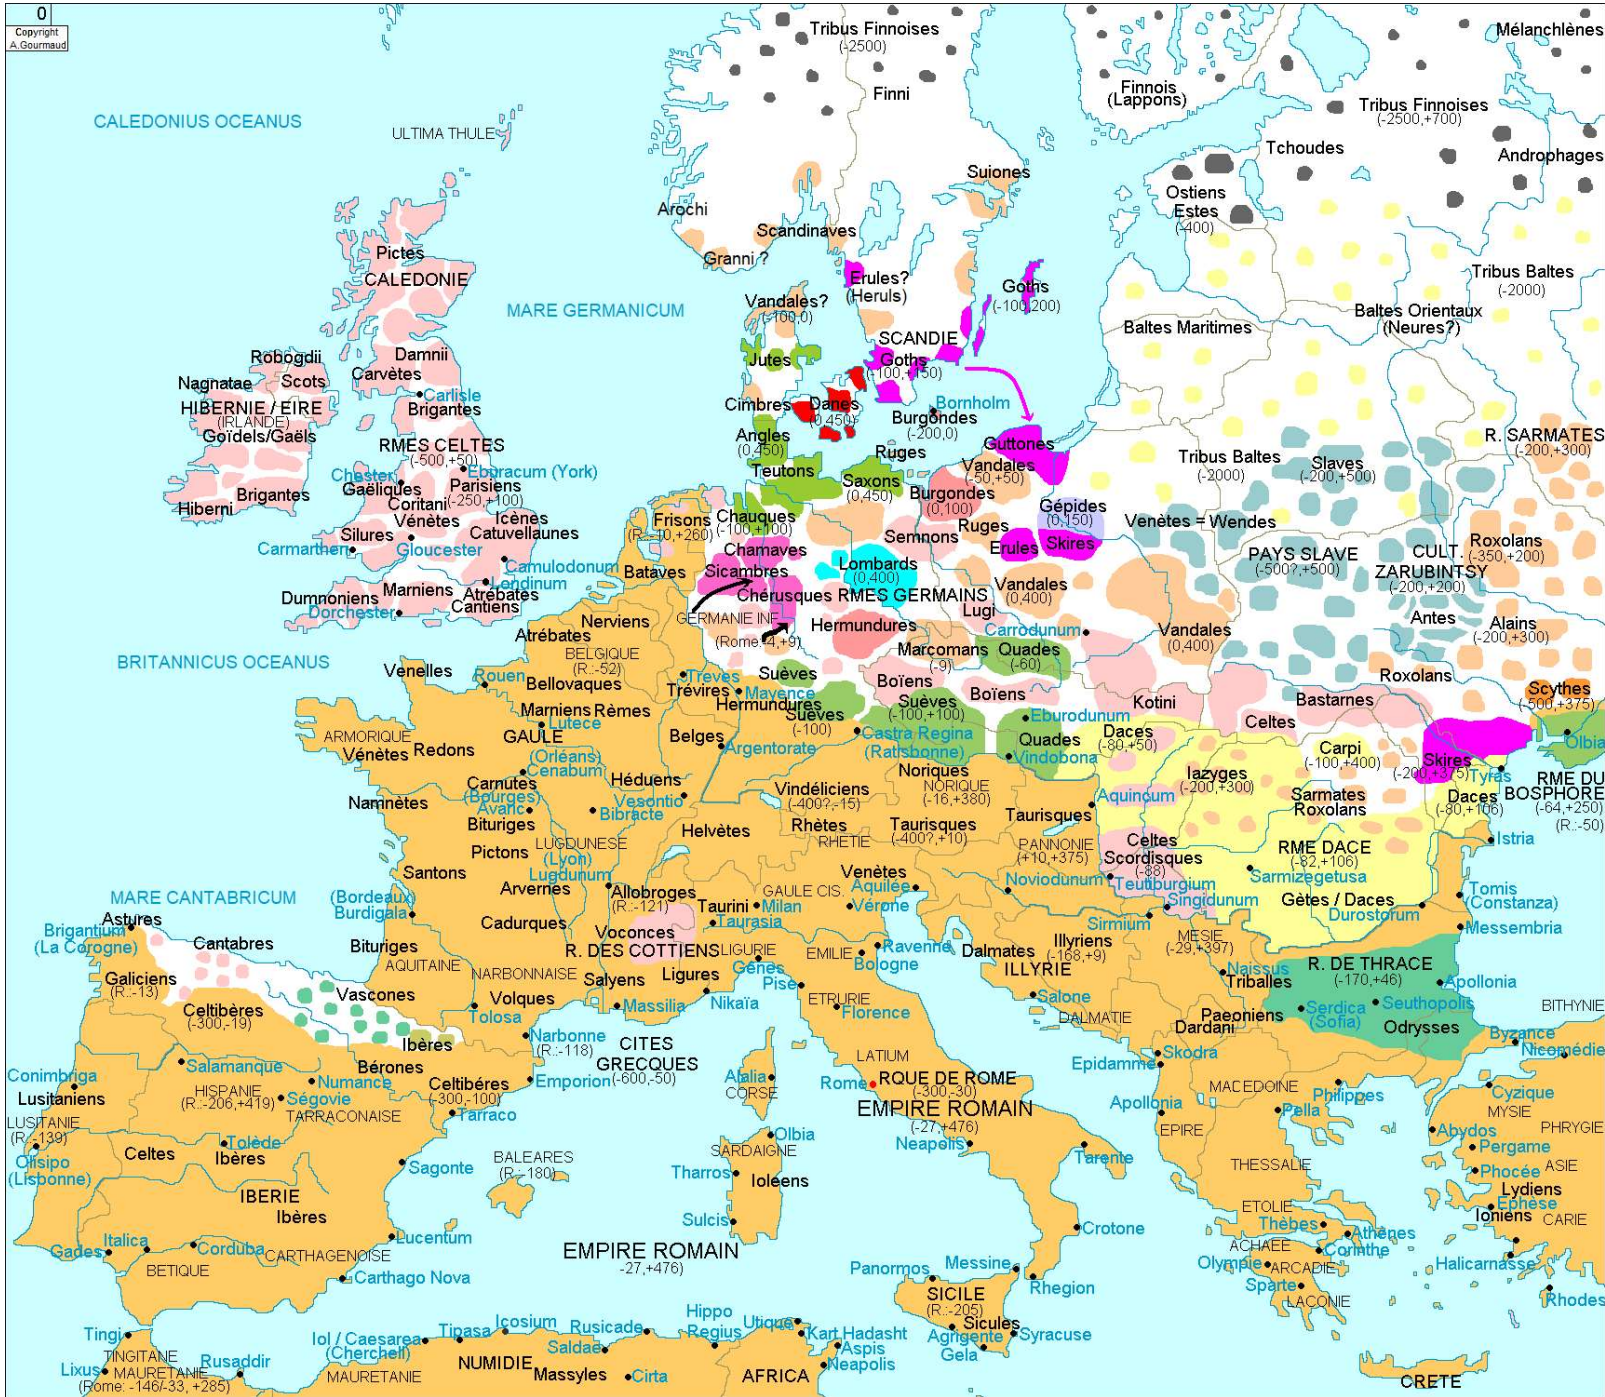 0
Copyright
A.Gourmaud
CALEDONIUS OCEANUS
ULTIMA THULE
Tribus Finnoises
(-2500)
Finni
Finnois
(Lappons)
Mélanchlènes
Tribus Finnoises
(-2500,+700)
Tchoudes
Androphages
Ostiens
Estes
(-400)
Suiones
Arochi
Scandinaves
Granni ?
Pictes
CALEDONIE
MARE GERMANICUM
Erules?
(Heruls)
Goths
(-100,200)
Vandales?
(-100,0)
SCANDIE
Goths
(-100,+150)
Tribus Baltes
(-2000)
Baltes Orientaux
(Neures?)
Baltes Maritimes
Robogdii
Nagnatae
Scots
HIBERNIE / EIRE
(IRLANDE)
Goïdels/Gaëls
Brigantes
Hiberni
Damnii
Carvètes
Carlisle
Brigantes
RMES CELTES
(-500,+50)
Chester
Eburacum (York)
Gaëliques
Parisiens
(-250,+100)
Coritani
Vénètes
Icènes
Catuvellaunes
Silures
Carmarthen
Gloucester
Camulodonum
Londinum
Marniens
Atrébates
Dumnoniens
Cantiens
Dorchester
Jutes
Cimbres
Danes
(0,450)
Bornholm
Burgondes
(-200,0)
Angles
(0,450)
Teutons
Ruges
Saxons
(0,450)
Guttones
Vandales
(-50,+50)
Burgondes
(0,100)
Gépides
(0,150)
Ruges
Semnons
Erules
Skires
Tribus Baltes
(-2000)
Slaves
(-200,+500)
R. SARMATES
(-200,+300)
Venètes = Wendes
PAYS SLAVE
(-500?,+500)
CULT.
ZARUBINTSY
(-200,+200)
Roxolans
(-350,+200)
Antes
Alains
(-200,+300)
Frisons
(R.:-10,+260)
Chauques
(-100,+100)
Chamaves
Sicambres
Bataves
Lombards
(0,400)
Chérusques
RMES GERMAINS
Vandales
(0,400)
Lugi
Carrodunum
Vandales
(0,400)
GERMANIE INF.
(Rome:-4,+9)
Hermundures
Marcomans
(-9)
Quades
(-60)
BRITANNICUS OCEANUS
Nerviens
Atrébates
BELGIQUE
(R.:-52)
Venelles
Rouen
Bellovaques
Treves
Trévires
Mayence
Hermundures
Suèves
Suèves
(-100)
Boïens
Boïens
Suèves
(-100,+100)
Eburodunum
Quades
Vindobona
Castra Regina
(Ratisbonne)
Kotini
Celtes
Bastarnes
Roxolans
Scythes
(-500,+375)
Olbia
Marniens
Rèmes
Lutece
GAULE
ARMORIQUE
Vénètes
Redons
Belges
Argentorate
(Orléans)
Cenabum
Carnutes
(Bourges)
Avaric
Héduens
Vesontio
Bibracte
Namnètes
Bituriges
Pictons
LUGDUNESE
(Lyon)
Lugdunum
Santons
Arvernes
Helvètes
Vindéliciens
(-400?,-15)
Noriques
NORIQUE
(-16,+380)
Rhètes
RHETIE
Taurisques
(-400?,+10)
Taurisques
PANNONIE
(+10,+375)
Daces
(-80,+50)
Iazyges
(-200,+300)
Aquincum
Carpi
(-100,+400)
Sarmates
Roxolans
Skires
(-200,+375)
Tyras
Daces
(-80,+106)
RME DU
BOSPHORE
(-64,+250)
(R.:-50)
Istria
Celtes
Scordisques
(-88)
Teutiburgium
RME DACE
(-82,+106)
Sarmizegetusa
Gètes / Daces
Durostorum
Tomis
(Constanza)
Messembria
MARE CANTABRICUM
(Bordeaux)
Burdigala
Cadurques
Allobroges
(R.:-121)
Taurini
Milan
Taurasia
GAULE CIS.
Venètes
Aquilée
Vérone
Noviodunum
Singidunum
Sirmium
MESIE
(-29,+397)
Astures
Brigantium
(La Corogne)
Cantabres
Bituriges
AQUITAINE
NARBONNAISE
Voconces
R. DES COTTIENS
LIGURIE
EMILIE
Ravenne
Bologne
Dalmates
Illyriens
(-168,+9)
ILLYRIE
Salone
DALMATIE
Naissus
Triballes
R. DE THRACE
(-170,+46)
Apollonia
Serdica
(Sofia)
Seuthopolis
Odrysses
Paeoniens
Dardani
BITHYNIE
Byzance
Nicomédie
Galiciens
(R.:-13)
Celtibères
(-300,-19)
Vascones
Volques
Tolosa
Salyens
Massilia
Ligures
Nikaïa
Gênes
Pise
ETRURIE
Florence
Ibères
Bérones
Narbonne
(R.:-118)
CITES
GRECQUES
(-600,-50)
Emporion
Celtibéres
(-300,-100)
Tarraco
Salamanque
Conimbriga
Lusitaniens
HISPANIE
(R.:-206,+419)
Numance
Ségovie
TARRACONAISE
LUSITANIE
(R.:-139)
Olisipo
(Lisbonne)
Tolède
Ibères
Celtes
Sagonte
BALEARES
(R.:-180)
IBERIE
Ibères
Alalia
CORSE
LATIUM
Rome
RQUE DE ROME
(-300,-30)
EMPIRE ROMAIN
(-27,+476)
Neapolis
Tarente
Skodra
Epidamme
MACEDOINE
Philippes
Pella
Apollonia
EPIRE
Cyzique
MYSIE
Abydos
Pergame
PHRYGIE
Phocée
ASIE
Lydiens
Ephèse
Ioniens
CARIE
THESSALIE
ETOLIE
Thèbes
Athènes
ACHAEE
Corinthe
Olympie
ARCADIE
Sparte
LACONIE
Halicarnasse
Rhodes
Olbia
SARDAIGNE
Tharros
Ioléens
Sulcis
Crotone
Messine
Rhegion
Panormos
SICILE
(R.:-205)
Sicules
Agrigente
Gela
Syracuse
EMPIRE ROMAIN
-27,+476)
Gades
Italica
Corduba
CARTHAGENOISE
Lucentum
BETIQUE
Carthago Nova
Tingi
TINGITANE
Lixus
MAURETANIE
(Rome: -146/-33, +285)
Rusaddir
Iol / Caesarea
(Cherchell)
Tipasa
Icosium
Rusicade
Saldae
Hippo
Regius
Utique
Kart Hadasht
Aspis
Neapolis
MAURETANIE
NUMIDIE
Massyles
Cirta
AFRICA
CRETE